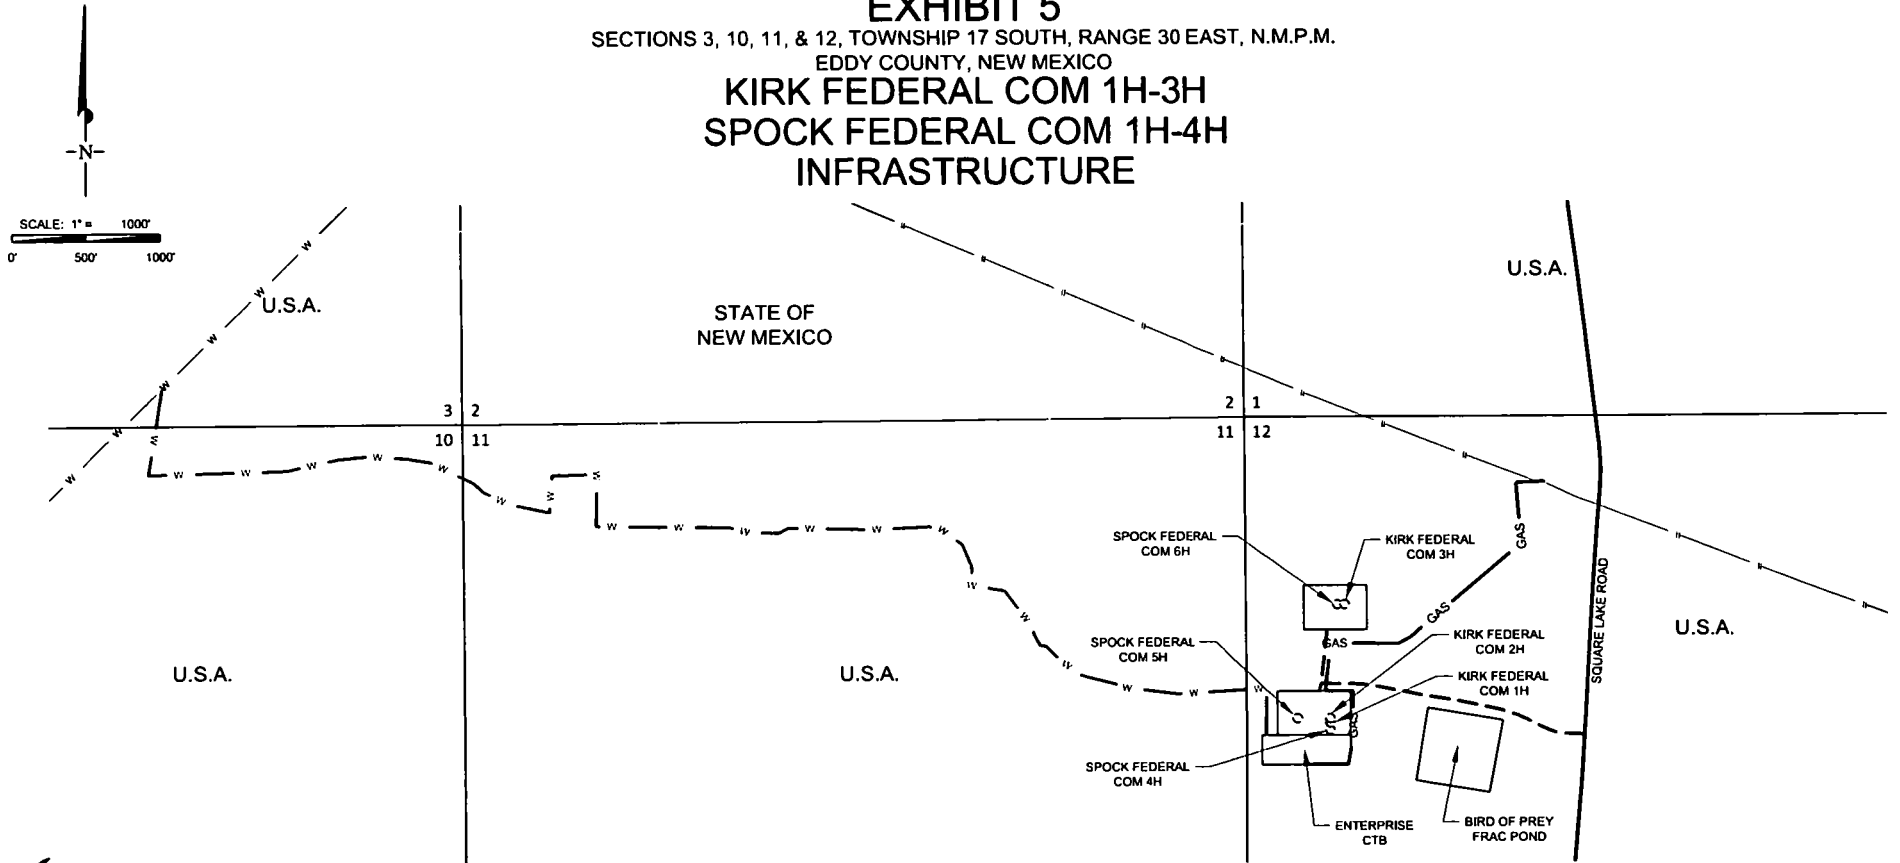 EXHIBIT 5
SECTIONS 3, 10, 11, & 12, TOWNSHIP 17 SOUTH, RANGE 30 EAST, N.M.P.M.
EDDY COUNTY, NEW MEXICO
KIRK FEDERAL COM 1H-3H
SPOCK FEDERAL COM 1H-4H
INFRASTRUCTURE
-N-
SCALE: 1" = 1000'
0' 500' 1000'
U.S.A.
STATE OF
NEW MEXICO
U.S.A.
3 2
10 11
2 1
11 12
W W W W W W W
W W W W W W W W W W W W W W W W W W W W W W W
SPOCK FEDERAL
COM 6H
KIRK FEDERAL
COM 3H
GAS
GAS
GAS
GAS
SPOCK FEDERAL
COM 5H
KIRK FEDERAL
COM 2H
KIRK FEDERAL
COM 1H
SPOCK FEDERAL
COM 4H
SQUARE LAKE ROAD
U.S.A.
U.S.A.
U.S.A.
ENTERPRISE
CTB
BIRD OF PREY
FRAC POND